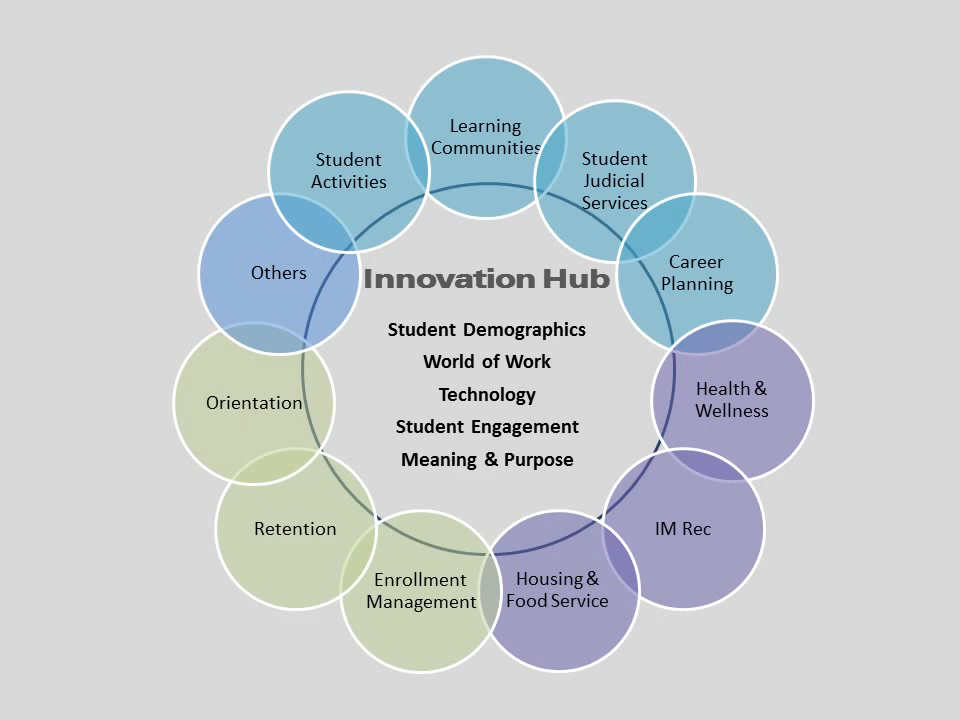 Learning
Communities
Student
Judicial
Services
Career
Planning
Health &
Wellness
IM Rec
Housing &
Food Service
Enrollment
Management
Retention
Orientation
Others
Student
Activities
Innovation Hub
Student Demographics
World of Work
Technology
Student Engagement
Meaning & Purpose